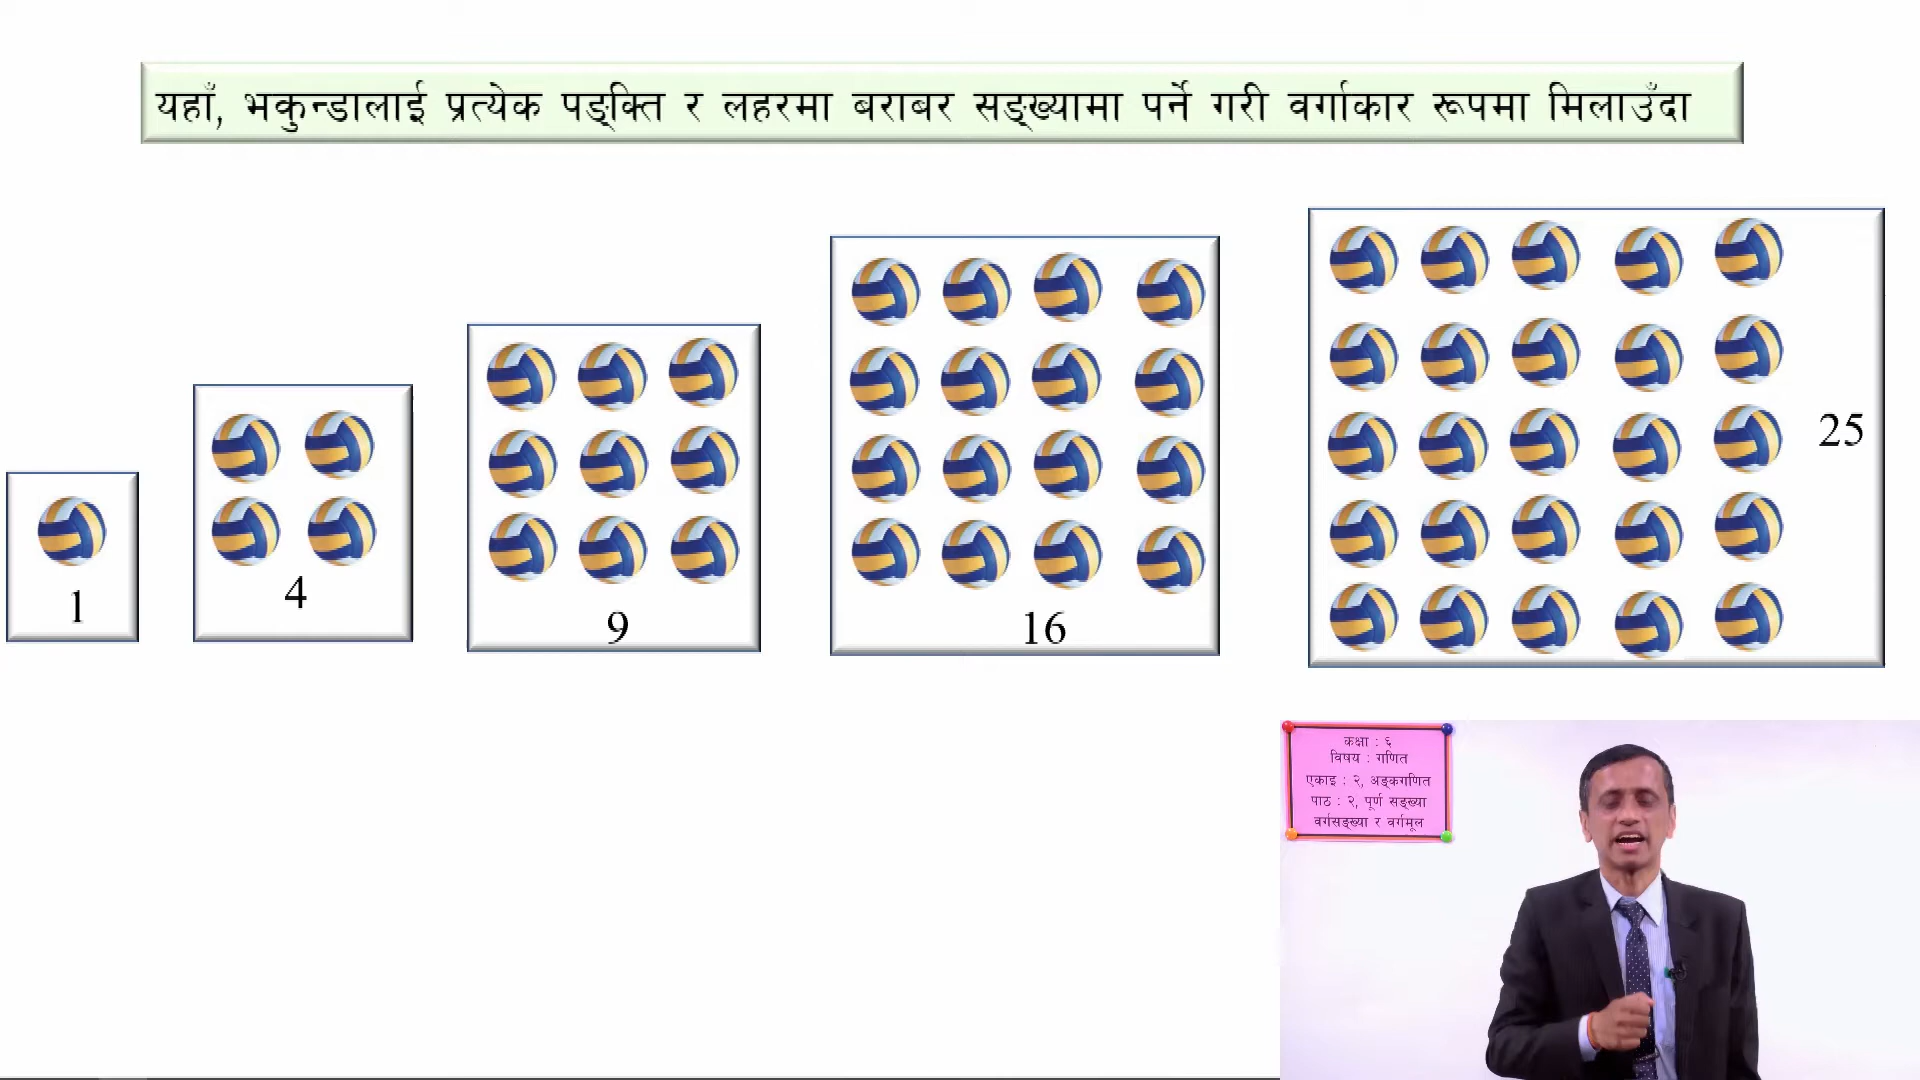 यहाँ, भकुन्डालाई प्रत्येक पङ्क्ति र लहरमा बराबर सङ्ख्यामा पर्ने गरी वर्गाकार रूपमा मिलाउँदा
1
4
9
16
25
कक्षा : ६
विषय : गणित
एकाइ : २, अङ्कगणित
पाठ : २, पूर्ण सङ्ख्या
वर्गसङ्ख्या र वर्गमूल